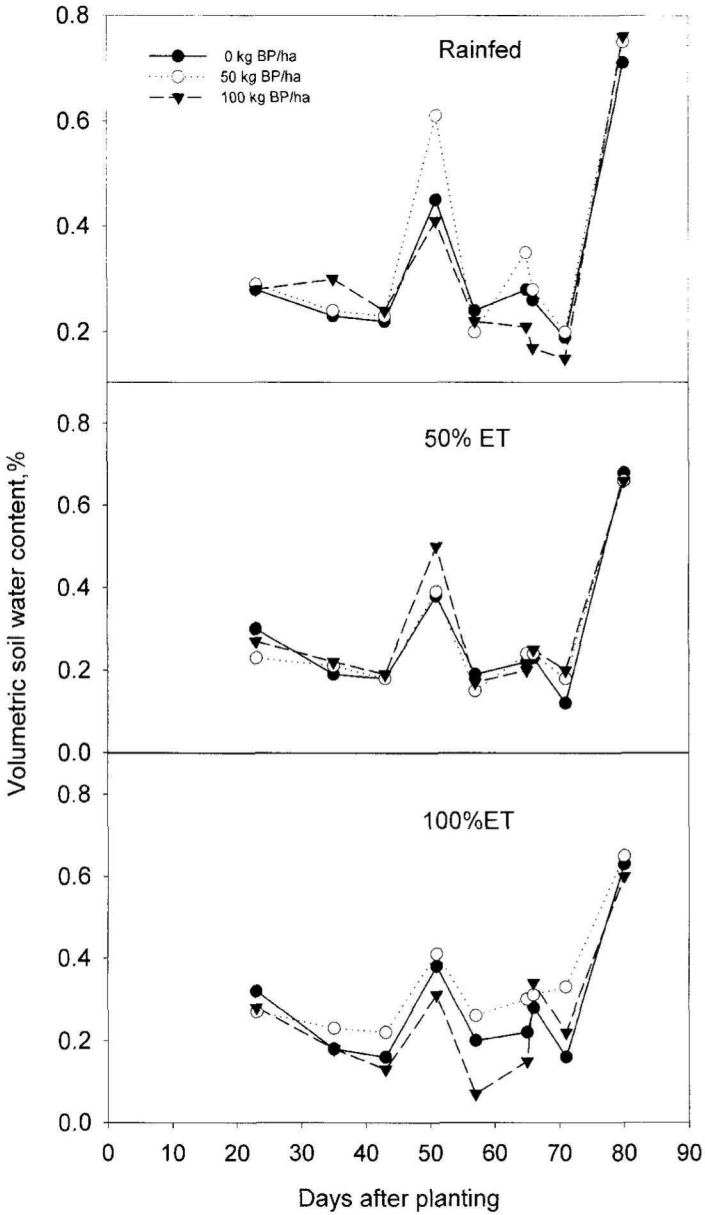 0.8
Rainfed
0 kg BP/ha
50 kg BP/ha
100 kg BP/ha
0.6
0.4
0.2
0.8
50% ET
0.6
0.4
0.2
0.0
0.8
100%ET
0.6
0.4
0.2
0.0
0 10 20 30 40 50 60 70 80 90
Days after planting
Volumetric soil water content,%